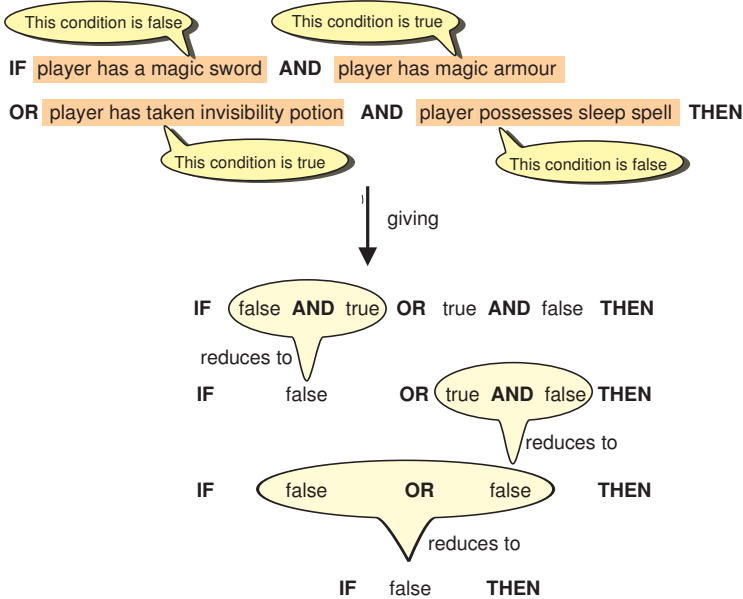 This condition is false
This condition is true
IF player has a magic sword AND player has magic armour
OR player has taken invisibility potion AND player possesses sleep spell THEN
This condition is true
This condition is false
giving
IF false AND true OR true AND false THEN
reduces to
IF false OR true AND false THEN
reduces to
IF false OR false THEN
reduces to
IF false THEN